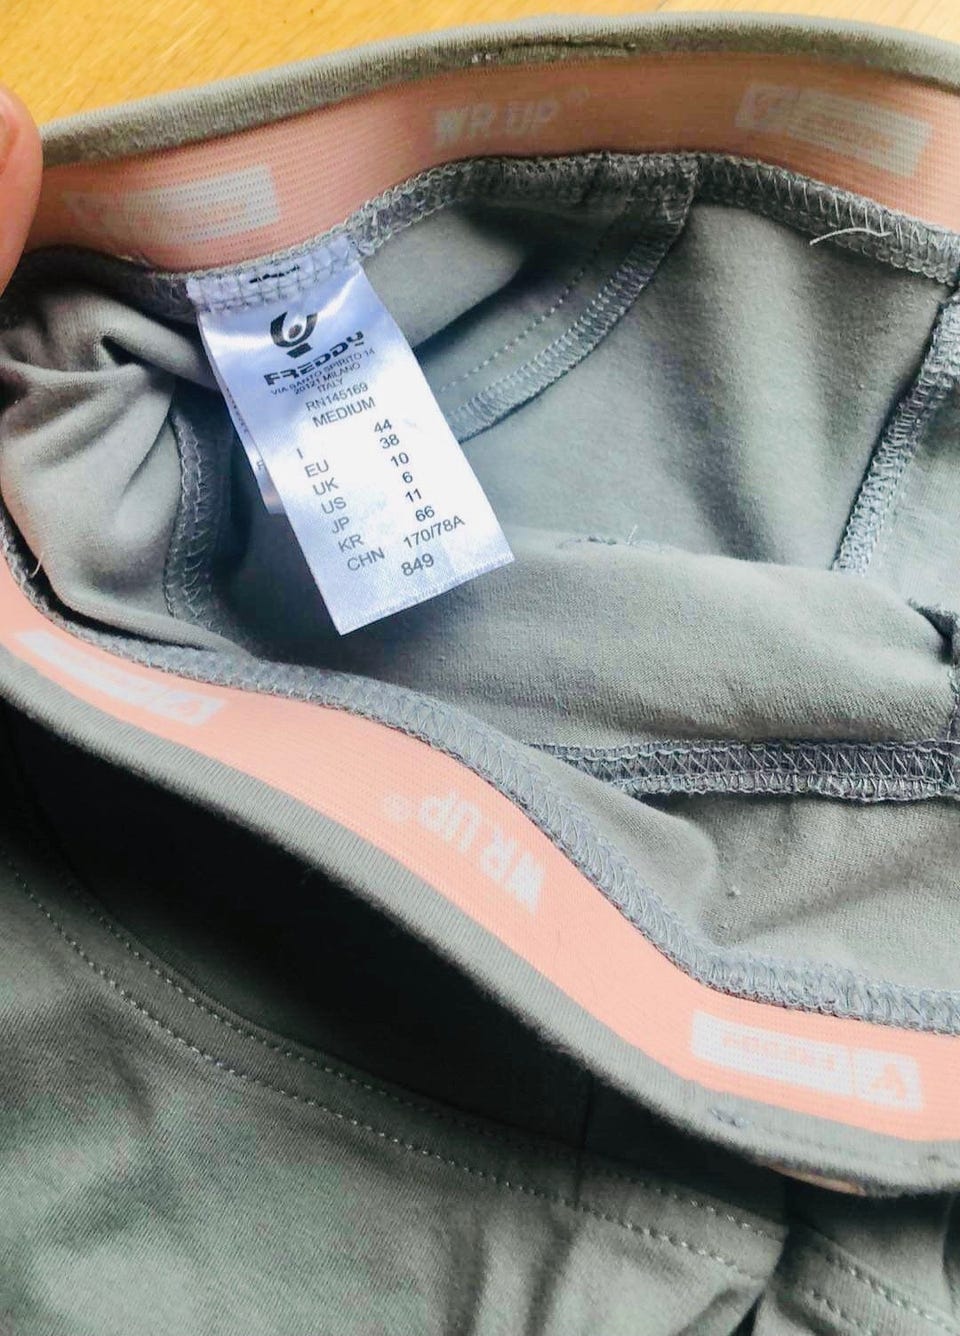 WR.UP®
FREDDY
VIA SANTO SPIRITO 14
20121 MILANO
ITALY
RN145169
MEDIUM
I 44
EU 38
UK 10
US 6
JP 11
KR 66
CHN 170/78A
849
WR.UP®
FREDDY